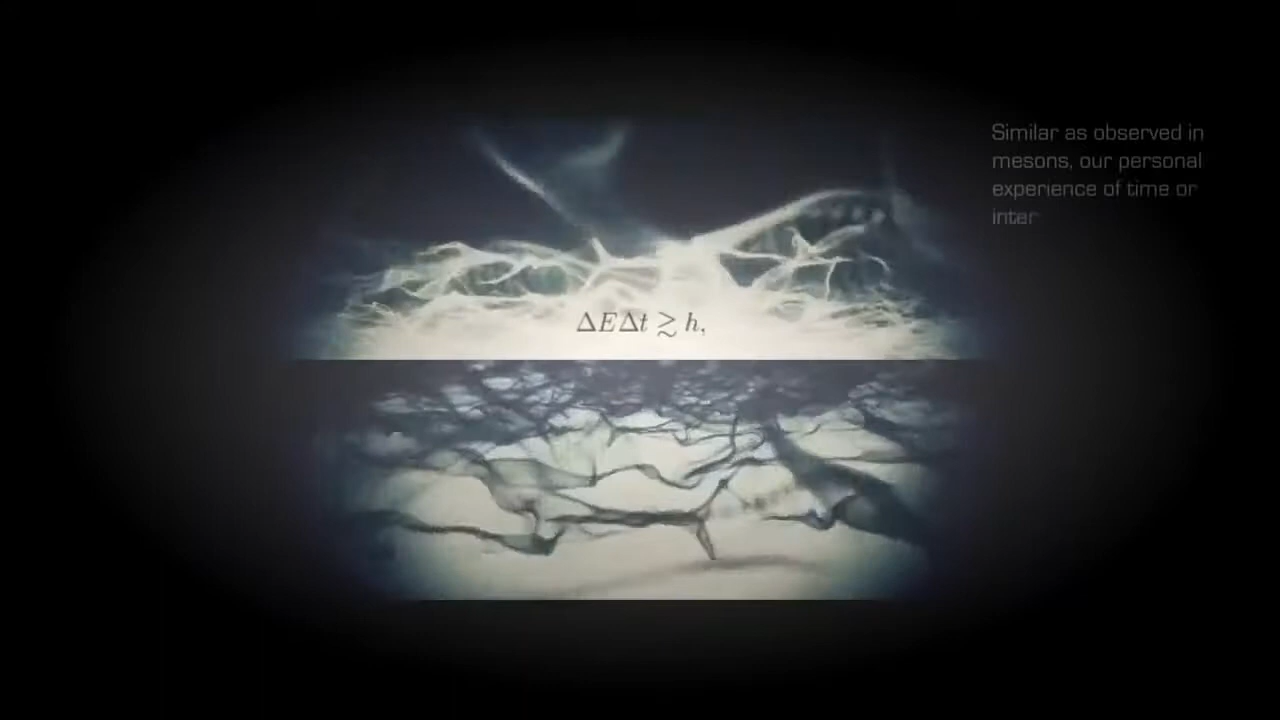 Similar as observed in
mesons, our personal
experience of time or
inter
ΔEΔt ≳ h,